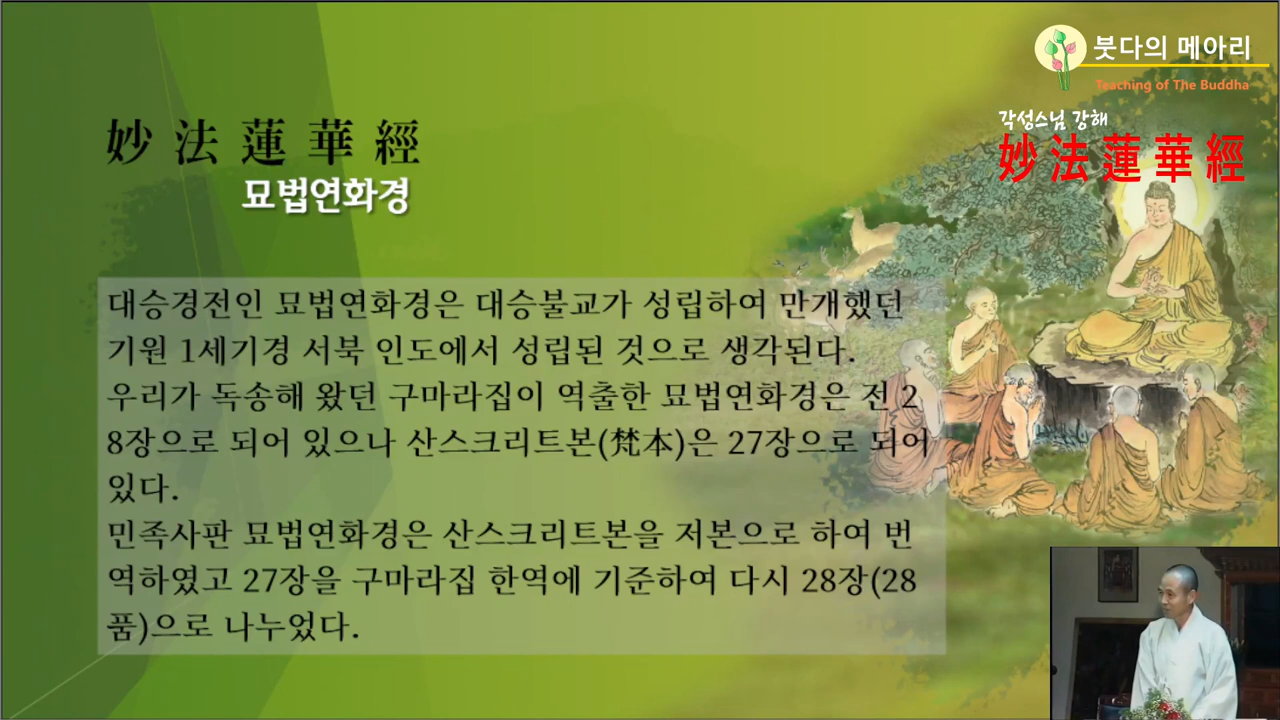 붓다의 메아리
Teaching of The Buddha
각성스님 강해
妙法蓮華經
妙法蓮華經
묘법연화경
대승경전인 묘법연화경은 대승불교가 성립하여 만개했던
기원 1세기경 서북 인도에서 성립된 것으로 생각된다.
우리가 독송해 왔던 구마라집이 역출한 묘법연화경은 전 2
8장으로 되어 있으나 산스크리트본(梵本)은 27장으로 되어
있다.
민족사판 묘법연화경은 산스크리트본을 저본으로 하여 번
역하였고 27장을 구마라집 한역에 기준하여 다시 28장(28
품)으로 나누었다.